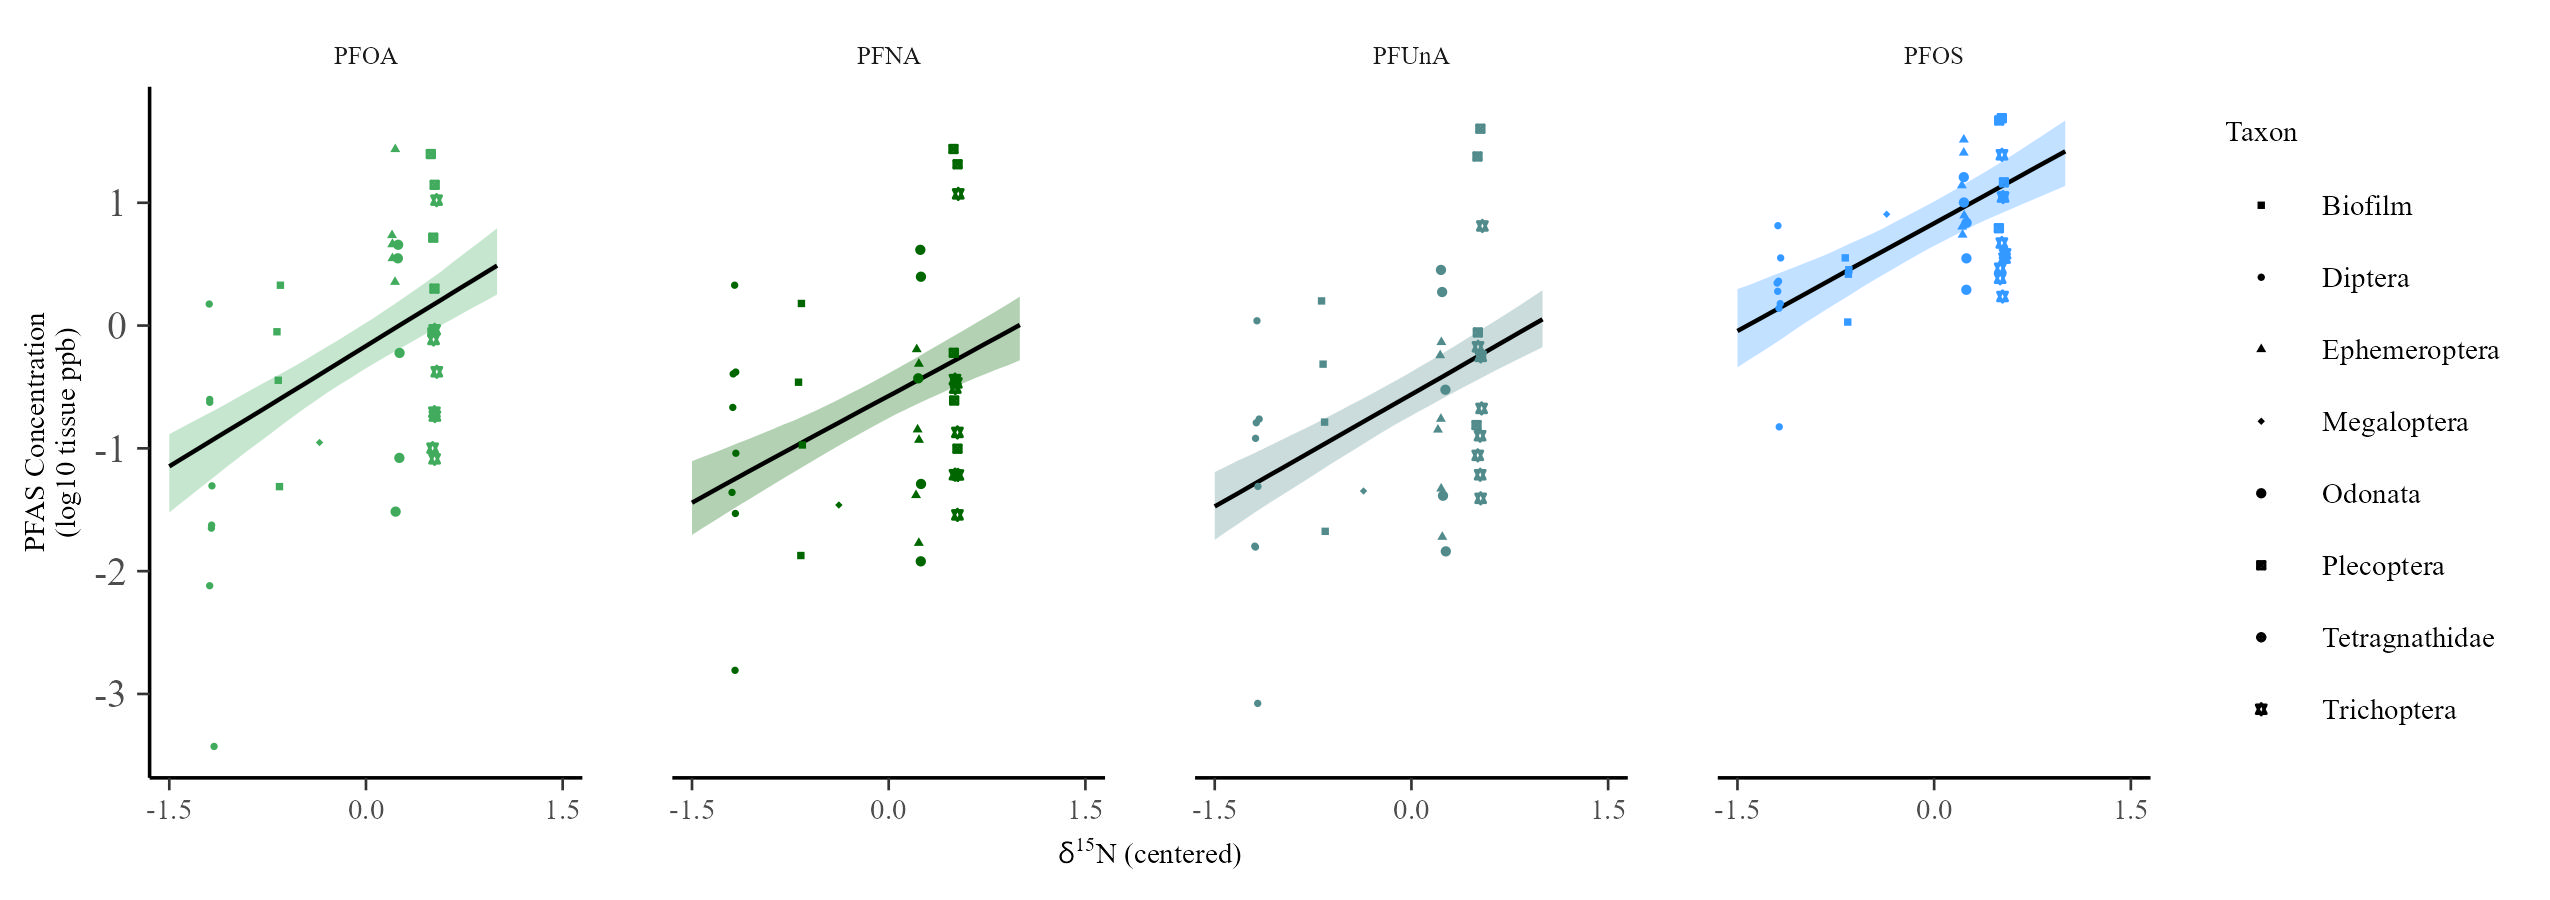 PFOA PFNA PFUnA PFOS
PFAS Concentration
(log10 tissue ppb)
1
0
-1
-2
-3
-1.5 0.0 1.5 -1.5 0.0 1.5 -1.5 0.0 1.5 -1.5 0.0 1.5
δ¹⁵N (centered)
Taxon
Biofilm
Diptera
Ephemeroptera
Megaloptera
Odonata
Plecoptera
Tetragnathidae
Trichoptera